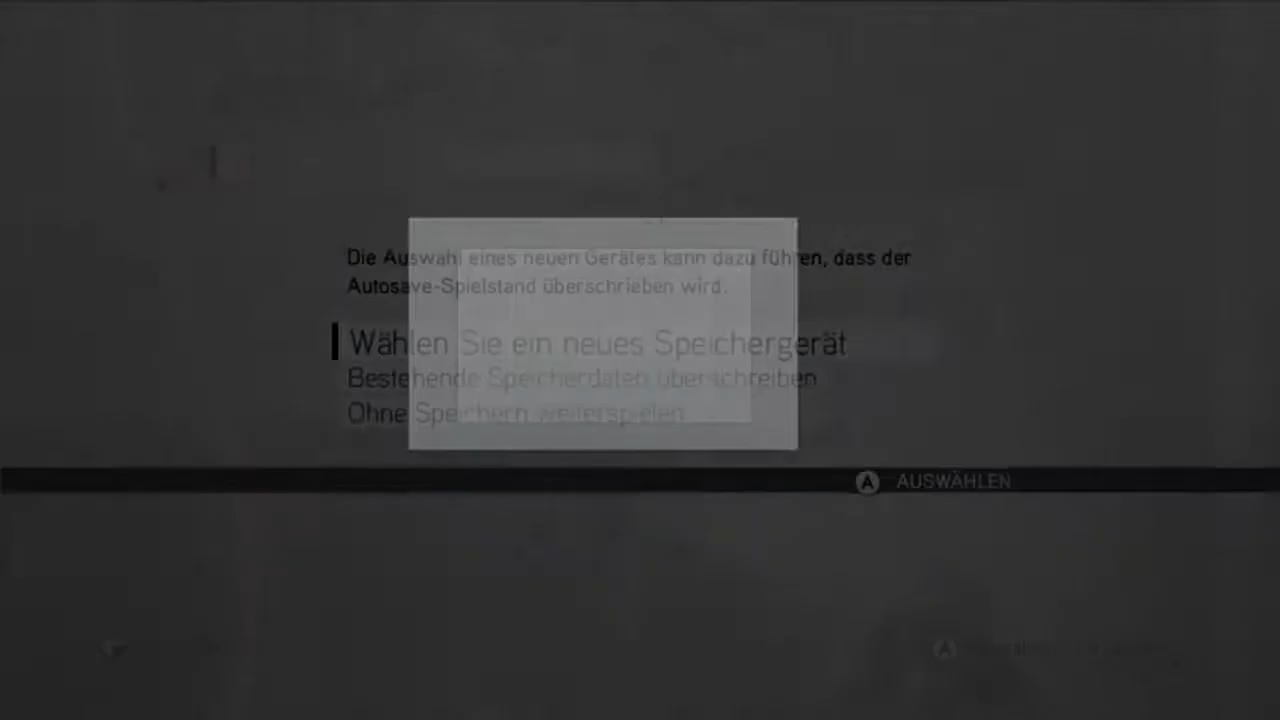 Die Auswahl eines neuen Gerätes kann dazu führen, dass der
Autosave-Spielstand überschrieben wird.
Wählen Sie ein neues Speichergerät
Bestehende Speicherdaten überschreiben
Ohne Speichern weiterspielen
A AUSWÄHLEN
A